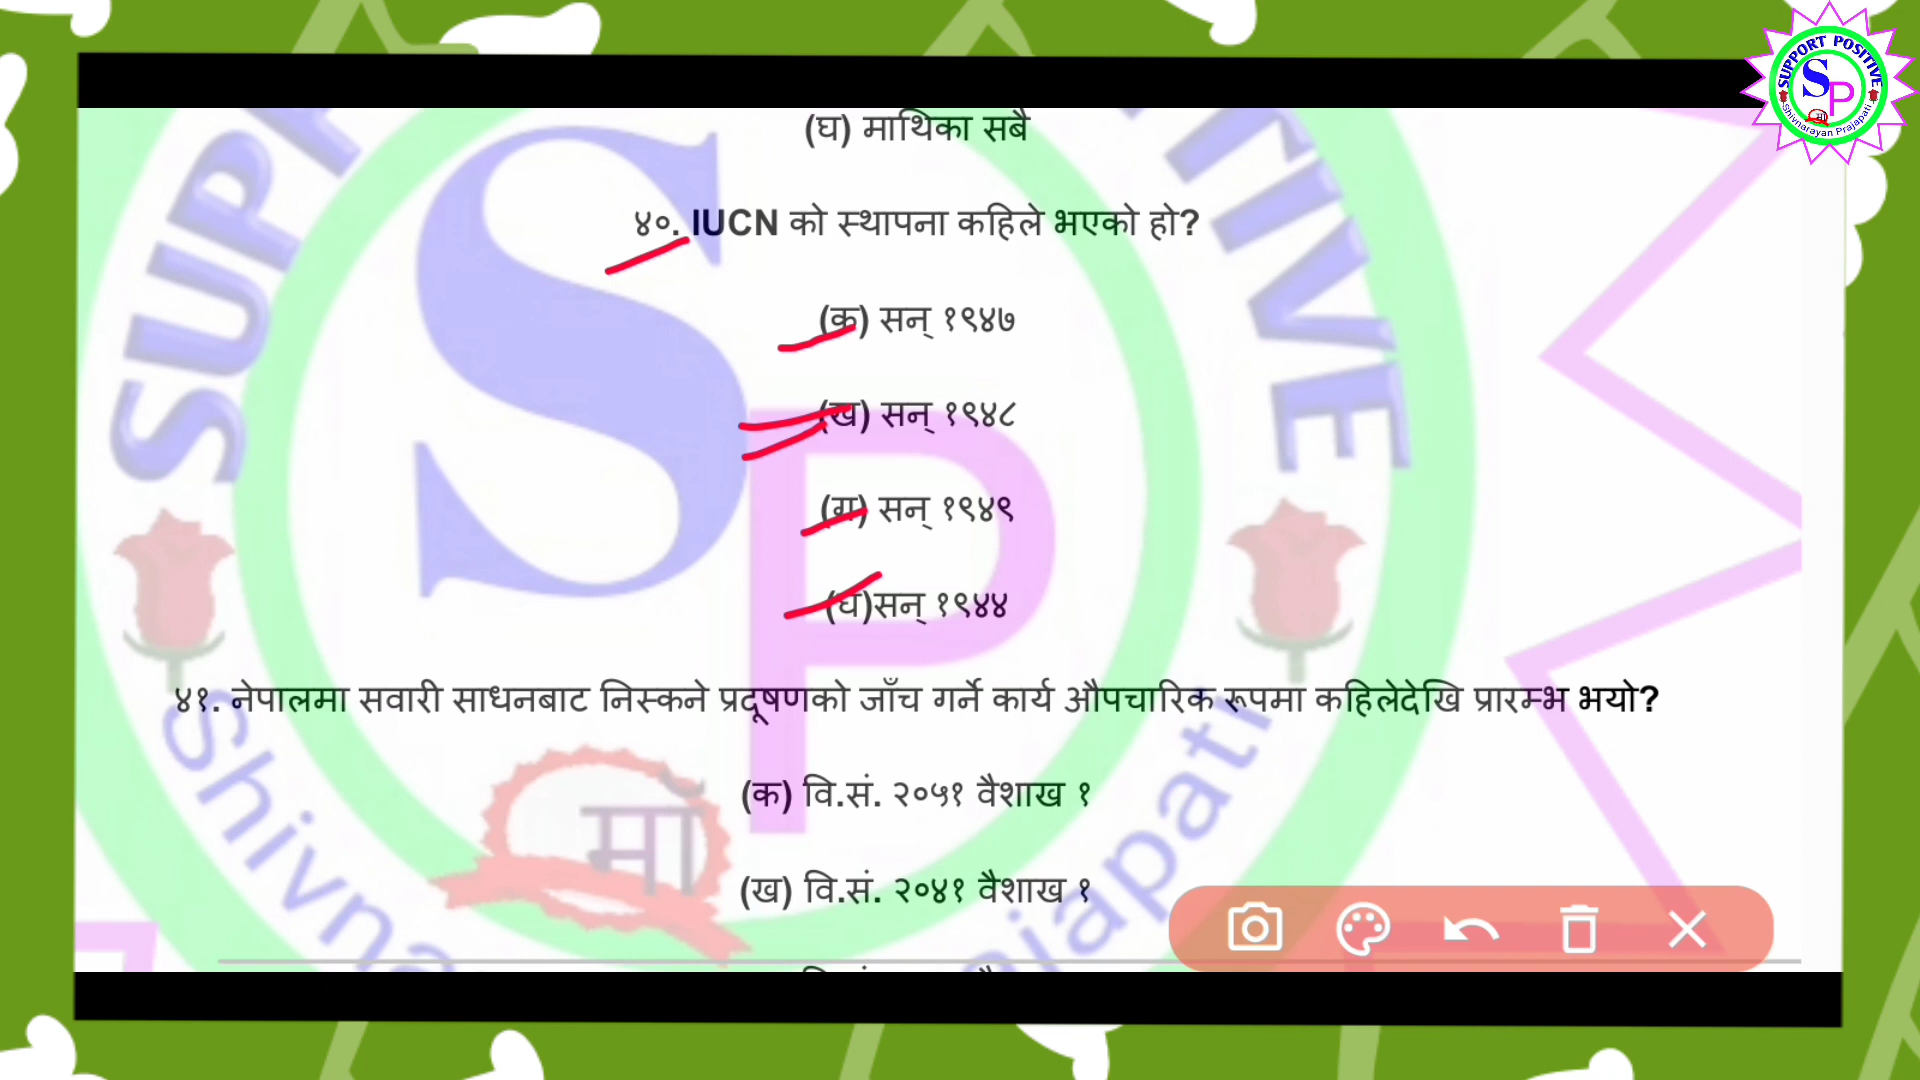 SUPPORT POSITIVE
SP
माँ
Shivnarayan Prajapati
(घ) माथिका सबै
४०. IUCN को स्थापना कहिले भएको हो?
(क) सन् १९४७
(ख) सन् १९४८
(ग) सन् १९४९
(घ)सन् १९४४
४१. नेपालमा सवारी साधनबाट निस्कने प्रदूषणको जाँच गर्ने कार्य औपचारिक रूपमा कहिलेदेखि प्रारम्भ भयो?
(क) वि.सं. २०५१ वैशाख १
(ख) वि.सं. २०४१ वैशाख १